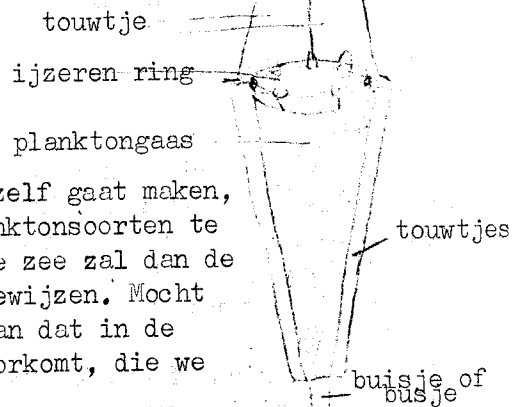 touwtje
ijzeren ring
planktongaas
zelf gaat maken,
nktonsoorten te
e zee zal dan de
ewijzen. Mocht
an dat in de
orkomt, die we
touwtjes
buisje of
busje